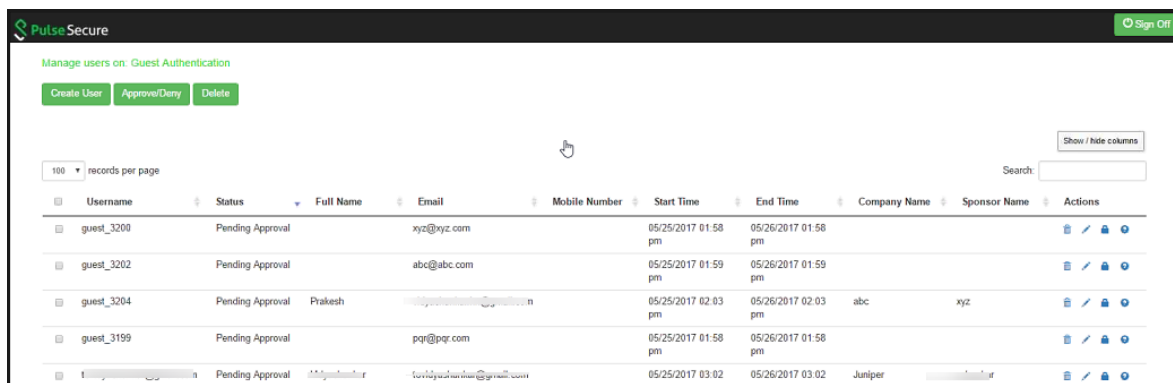 Pulse Secure
Sign Off
Manage users on: Guest Authentication
Create User Approve/Deny Delete
Show / hide columns
100 records per page Search:
Username Status Full Name Email Mobile Number Start Time End Time Company Name Sponsor Name Actions
guest_3200 Pending Approval xyz@xyz.com 05/25/2017 01:58 05/26/2017 01:58
pm pm
guest_3202 Pending Approval abc@abc.com 05/25/2017 01:59 05/26/2017 01:59
pm pm
guest_3204 Pending Approval Prakesh 05/25/2017 02:03 05/26/2017 02:03 abc xyz
pm pm
guest_3199 Pending Approval pqr@pqr.com 05/25/2017 01:58 05/26/2017 01:58
pm pm
Pending Approval 05/25/2017 03:02 05/26/2017 03:02 Juniper